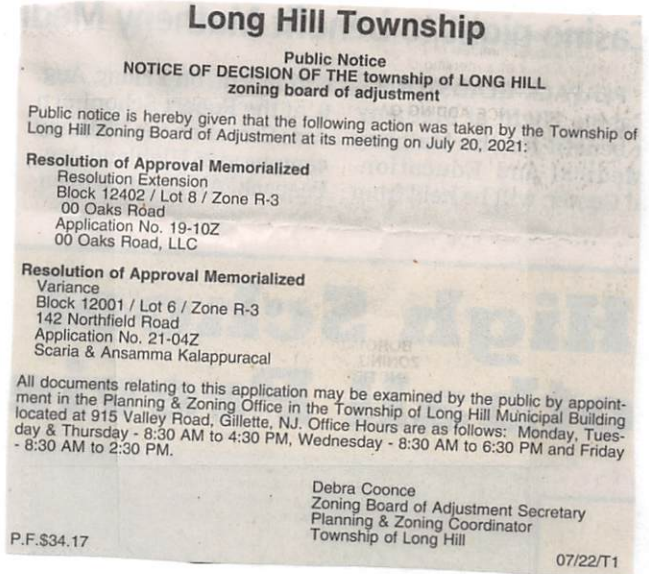 Long Hill Township
Public Notice
NOTICE OF DECISION OF THE township of LONG HILL
zoning board of adjustment
Public notice is hereby given that the following action was taken by the Township of
Long Hill Zoning Board of Adjustment at its meeting on July 20, 2021:
Resolution of Approval Memorialized
Resolution Extension
Block 12402 / Lot 8 / Zone R-3
00 Oaks Road
Application No. 19-10Z
00 Oaks Road, LLC
Resolution of Approval Memorialized
Variance
Block 12001 / Lot 6 / Zone R-3
142 Northfield Road
Application No. 21-04Z
Scaria & Ansamma Kalappuracal
All documents relating to this application may be examined by the public by appoint-
ment in the Planning & Zoning Office in the Township of Long Hill Municipal Building
located at 915 Valley Road, Gillette, NJ. Office Hours are as follows: Monday, Tues-
day & Thursday - 8:30 AM to 4:30 PM, Wednesday - 8:30 AM to 6:30 PM and Friday
- 8:30 AM to 2:30 PM.
Debra Coonce
Zoning Board of Adjustment Secretary
Planning & Zoning Coordinator
Township of Long Hill
P.F.$34.17
07/22/T1